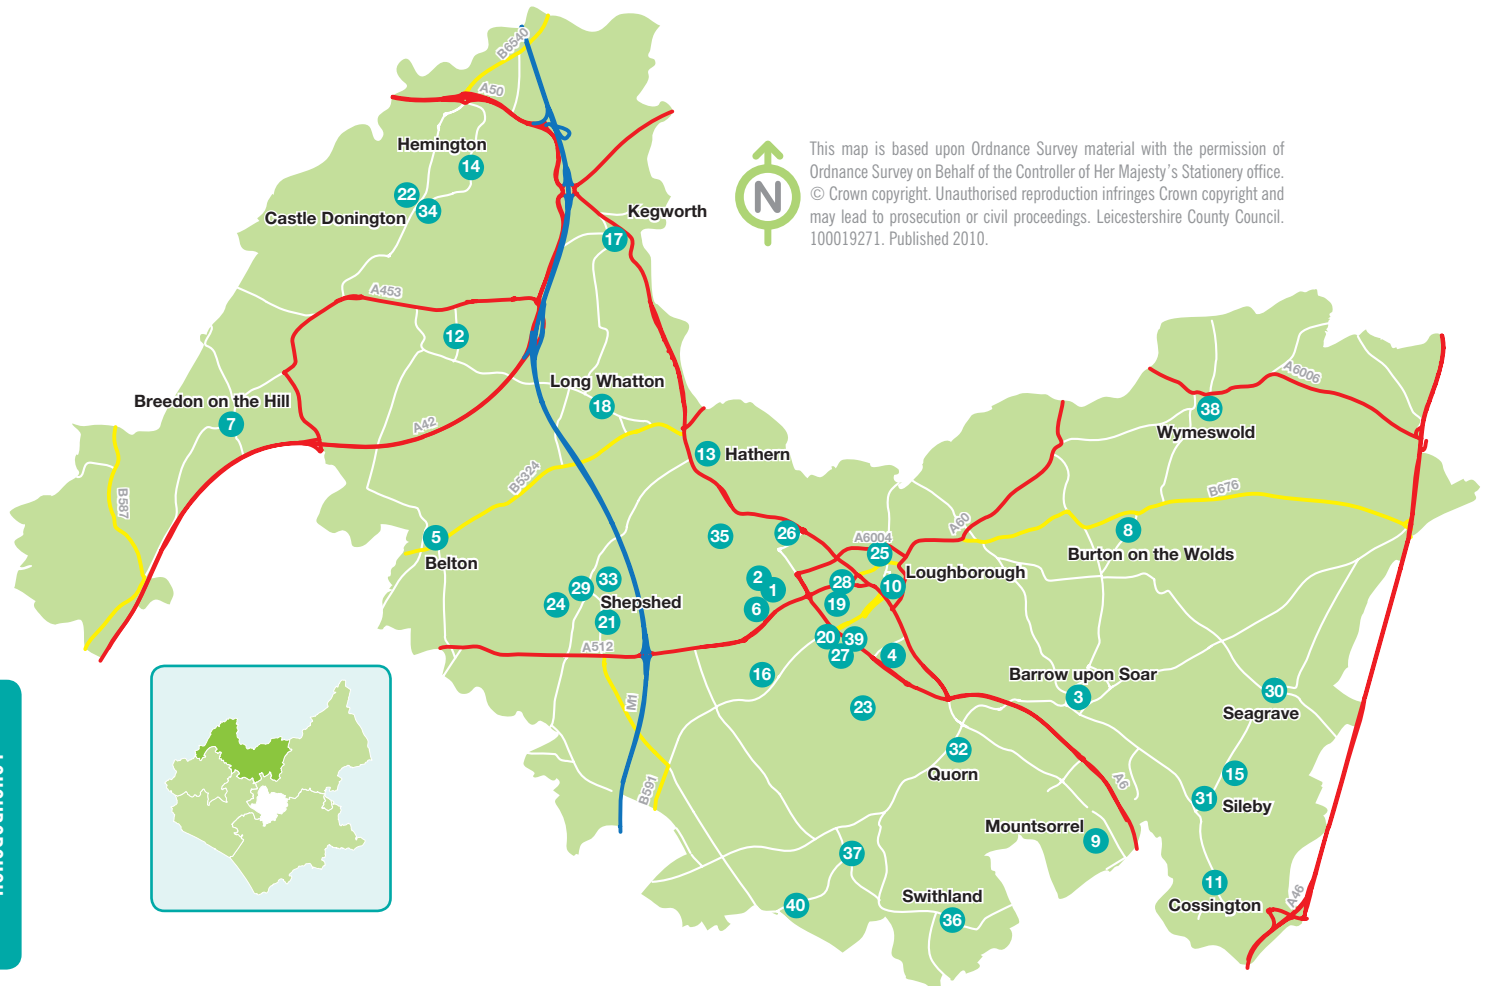 B6540
A50
Hemington
14
22
34
Castle Donington
Kegworth
17
N
This map is based upon Ordnance Survey material with the permission of
Ordnance Survey on Behalf of the Controller of Her Majesty's Stationery office.
© Crown copyright. Unauthorised reproduction infringes Crown copyright and
may lead to prosecution or civil proceedings. Leicestershire County Council.
100019271. Published 2010.
A453
12
Long Whatton
18
Breedon on the Hill
7
A42
A6006
38
Wymeswold
13 Hathern
B5324
B587
B676
5
Belton
35
26
A6004
25
A60
8
Burton on the Wolds
Loughborough
2
1
6
28
10
19
33
29
24
Shepshed
21
A512
20
39
27
4
16
23
M1
B591
Barrow upon Soar
3
30
Seagrave
32
Quorn
A6
15
31
Sileby
Mountsorrel
9
37
40
Swithland
36
11
Cossington
A46